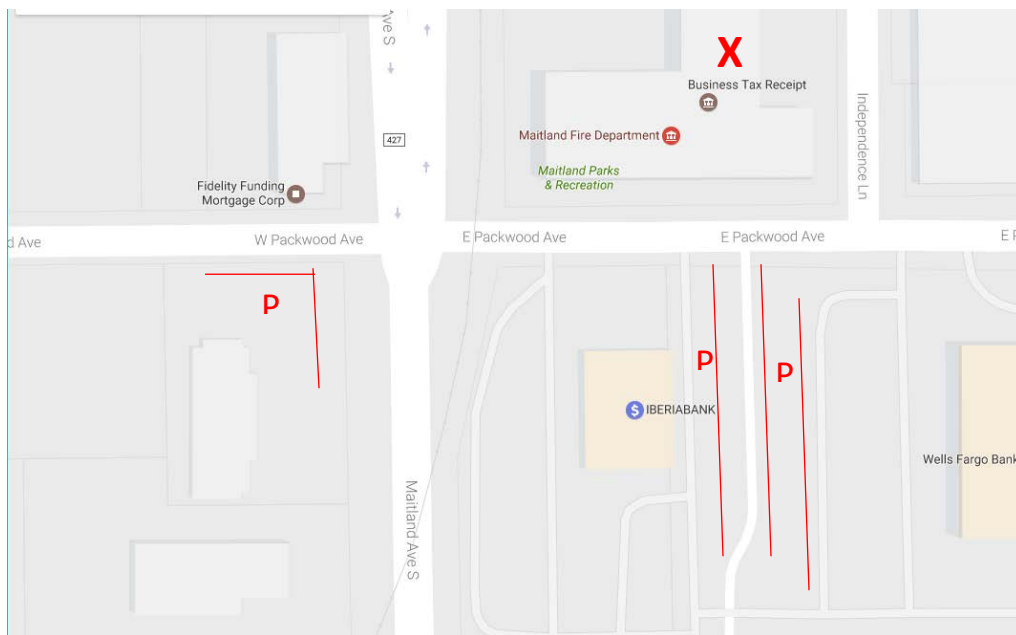 Ave S
X
Business Tax Receipt
Maitland Fire Department
Independence Ln
427
Maitland Parks
& Recreation
Fidelity Funding
Mortgage Corp
d Ave
W Packwood Ave
E Packwood Ave
E Packwood Ave
E P
P
P
P
$ IBERIABANK
Wells Fargo Bank
Maitland Ave S